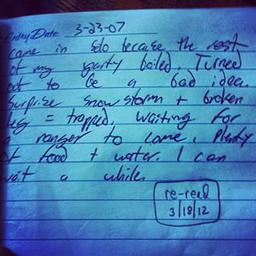 Entry Date 3-23-07
Came in solo because the rest
of my party bailed. Turned
out to be a bad idea.
Surprise snow storm + broken
leg = trapped. Waiting for
a ranger to come. Plenty
of food + water. I can
wait a while.
re-read
3/18/12